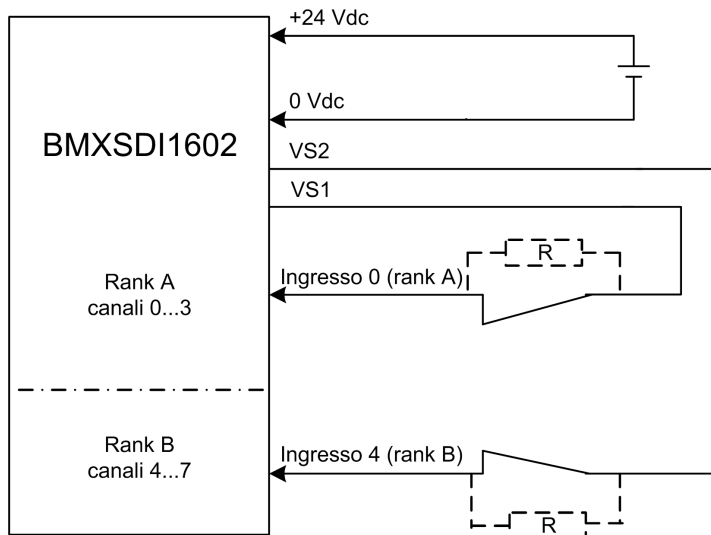 +24 Vdc
0 Vdc
BMXSDI1602
VS2
VS1
R
Rank A
canali 0...3
Ingresso 0 (rank A)
Rank B
canali 4...7
Ingresso 4 (rank B)
R